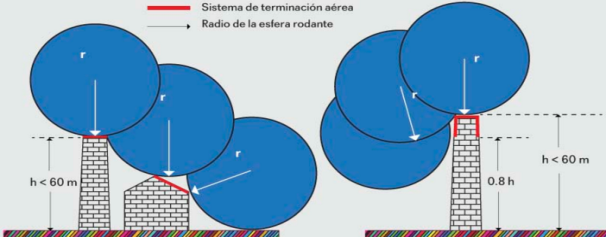 Sistema de terminación aérea
Radio de la esfera rodante
r
r
r
h < 60 m
r
r
0.8 h
h < 60 m